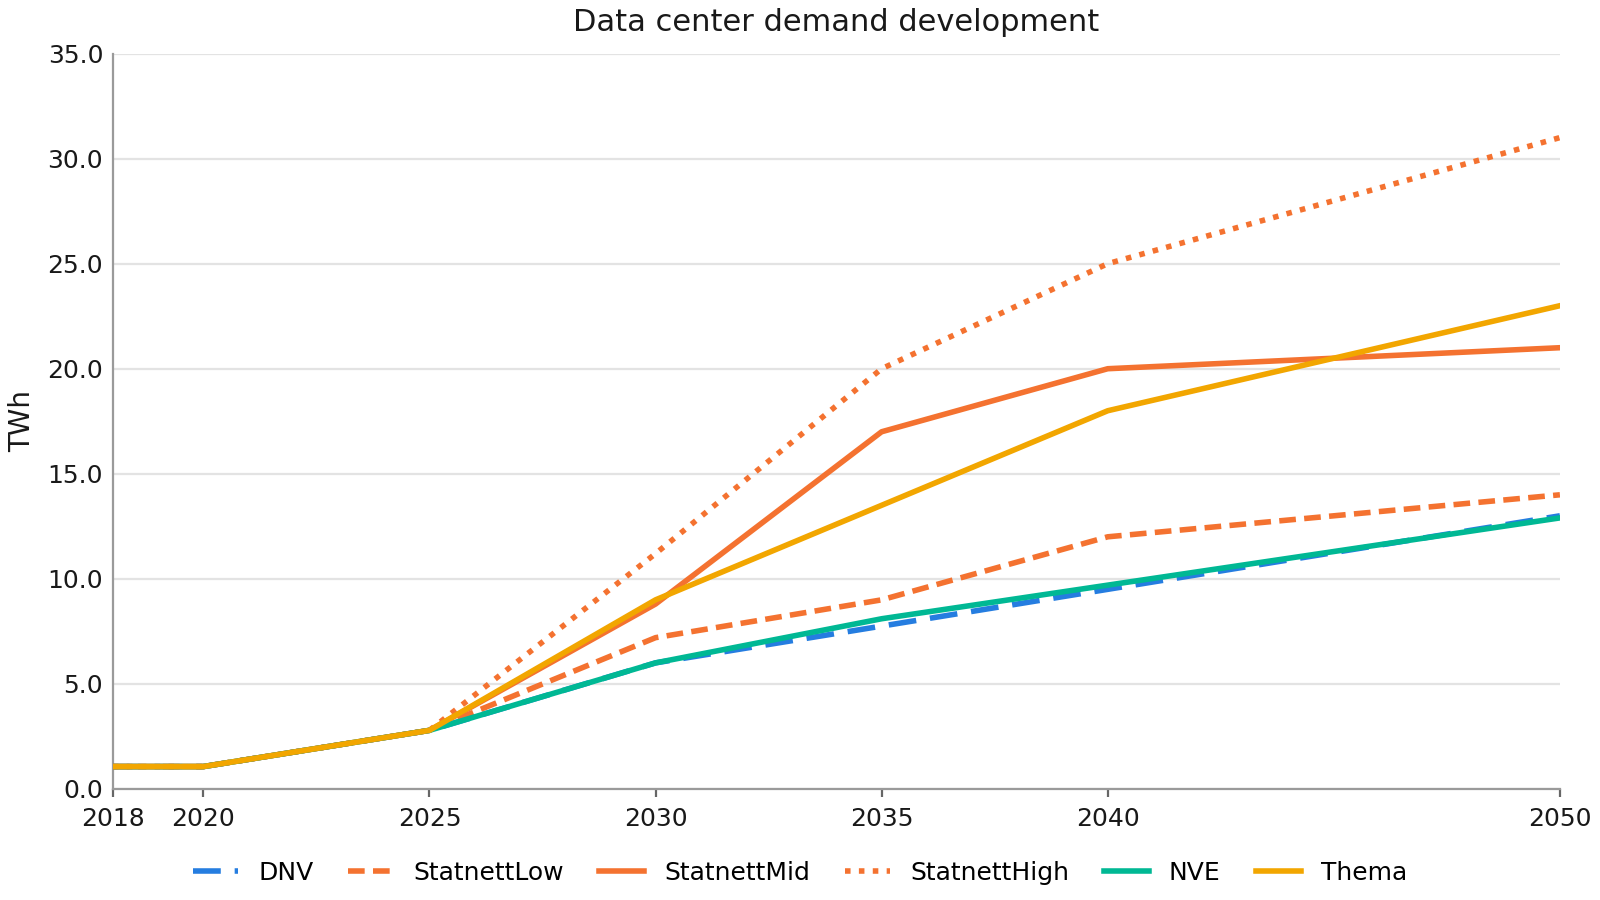 Data center demand development
35.0
30.0
25.0
20.0
15.0
10.0
5.0
0.0
TWh
2018 2020 2025 2030 2035 2040 2050
DNV StatnettLow StatnettMid StatnettHigh NVE Thema